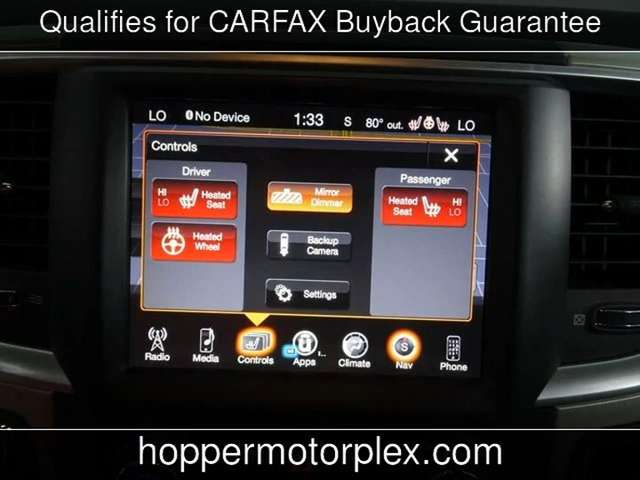 Qualifies for CARFAX Buyback Guarantee
LO No Device 1:33 S 80° out. LO
Controls
Driver
HI
LO
Heated
Seat
Heated
Wheel
Mirror
Dimmer
Backup
Camera
Settings
Passenger
Heated
Seat
HI
LO
Radio
Media
Controls
Apps
Climate
S
Nav
Phone
hoppermotorplex.com